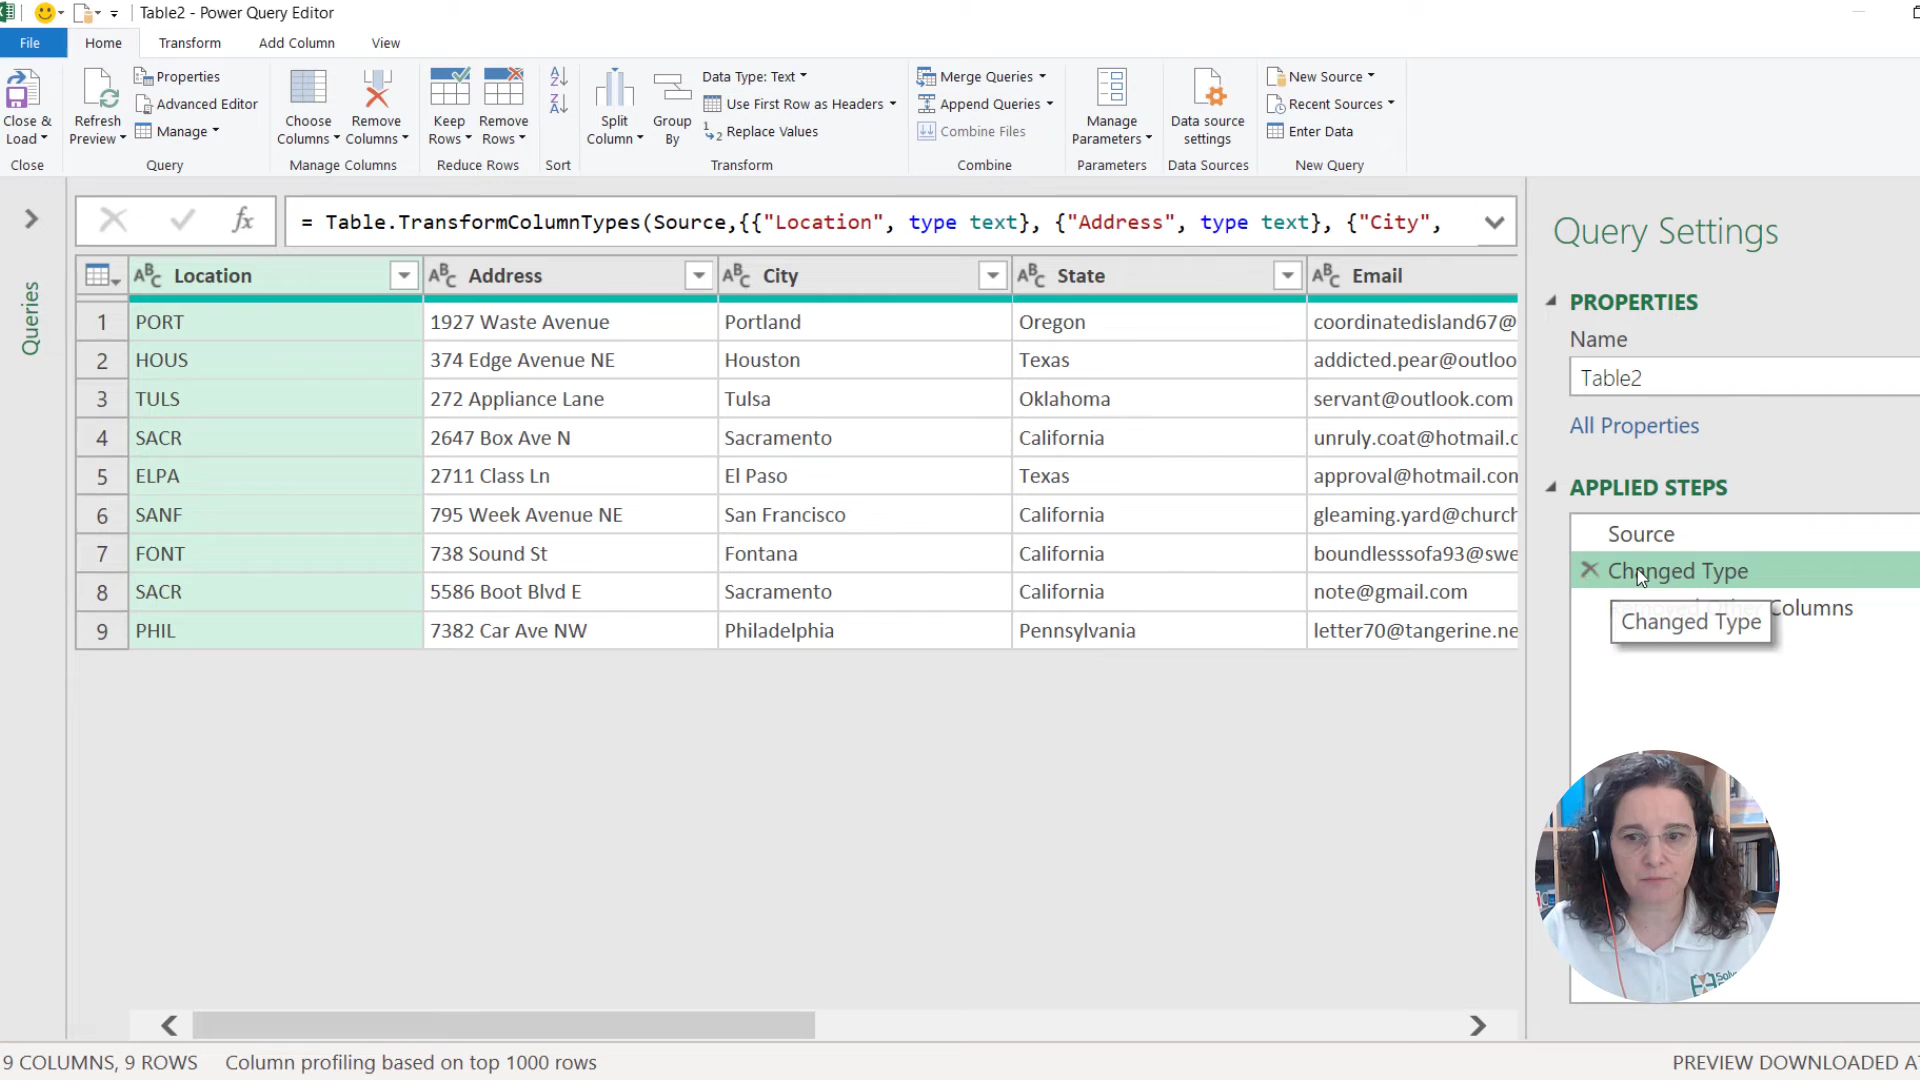 Table2 - Power Query Editor
File Home Transform Add Column View
Close & Load
Refresh Preview
Properties
Advanced Editor
Manage
Choose Columns
Remove Columns
Keep Rows
Remove Rows
Split Column
Group By
Data Type: Text
Use First Row as Headers
Replace Values
Merge Queries
Append Queries
Combine Files
Manage Parameters
Data source settings
New Source
Recent Sources
Enter Data
Close Query Manage Columns Reduce Rows Sort Transform Combine Parameters Data Sources New Query
fx = Table.TransformColumnTypes(Source,{{"Location", type text}, {"Address", type text}, {"City",
Queries
Location Address City State Email
1 PORT 1927 Waste Avenue Portland Oregon coordinatedisland67@
2 HOUS 374 Edge Avenue NE Houston Texas addicted.pear@outloo
3 TULS 272 Appliance Lane Tulsa Oklahoma servant@outlook.com
4 SACR 2647 Box Ave N Sacramento California unruly.coat@hotmail.c
5 ELPA 2711 Class Ln El Paso Texas approval@hotmail.con
6 SANF 795 Week Avenue NE San Francisco California gleaming.yard@church
7 FONT 738 Sound St Fontana California boundlesssofa93@swe
8 SACR 5586 Boot Blvd E Sacramento California note@gmail.com
9 PHIL 7382 Car Ave NW Philadelphia Pennsylvania letter70@tangerine.ne
Query Settings
PROPERTIES
Name
Table2
All Properties
APPLIED STEPS
Source
Changed Type
Removed Other Columns
Changed Type
9 COLUMNS, 9 ROWS Column profiling based on top 1000 rows
PREVIEW DOWNLOADED AT